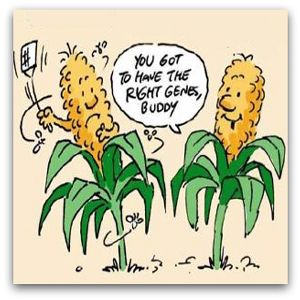 #
YOU GOT
TO HAVE THE
RIGHT GENES,
BUDDY